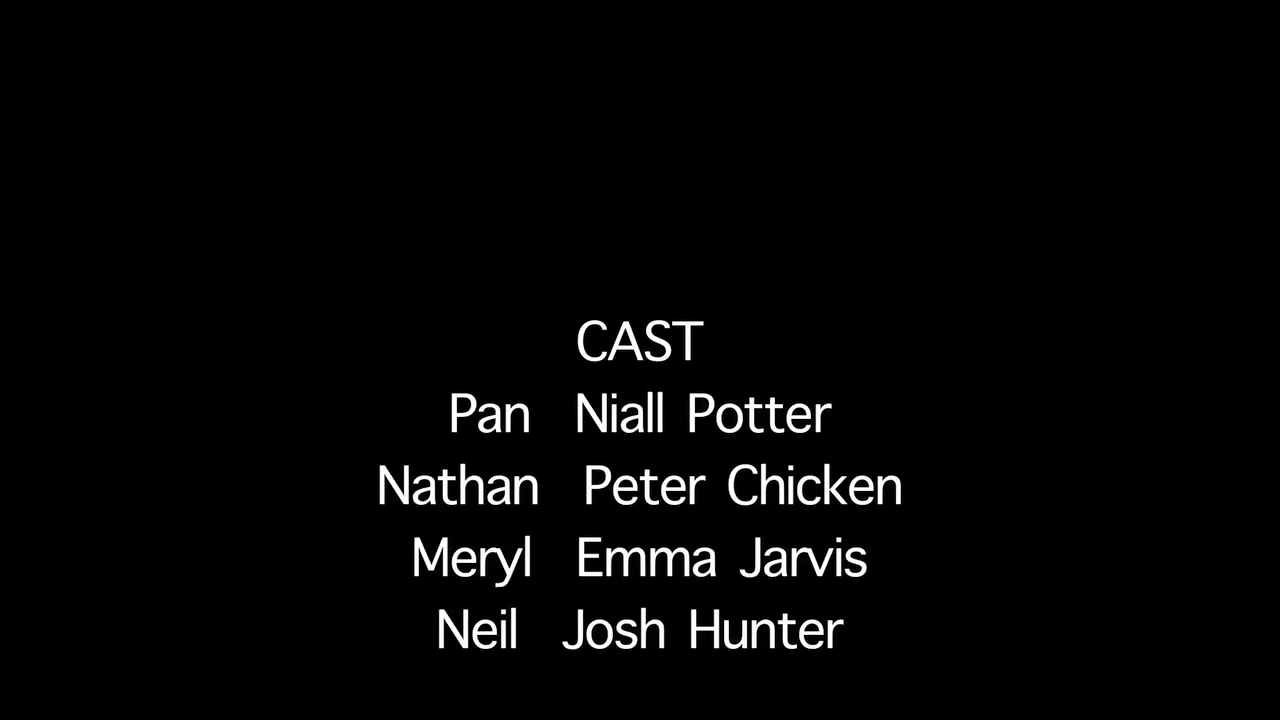 CAST
Pan Niall Potter
Nathan Peter Chicken
Meryl Emma Jarvis
Neil Josh Hunter